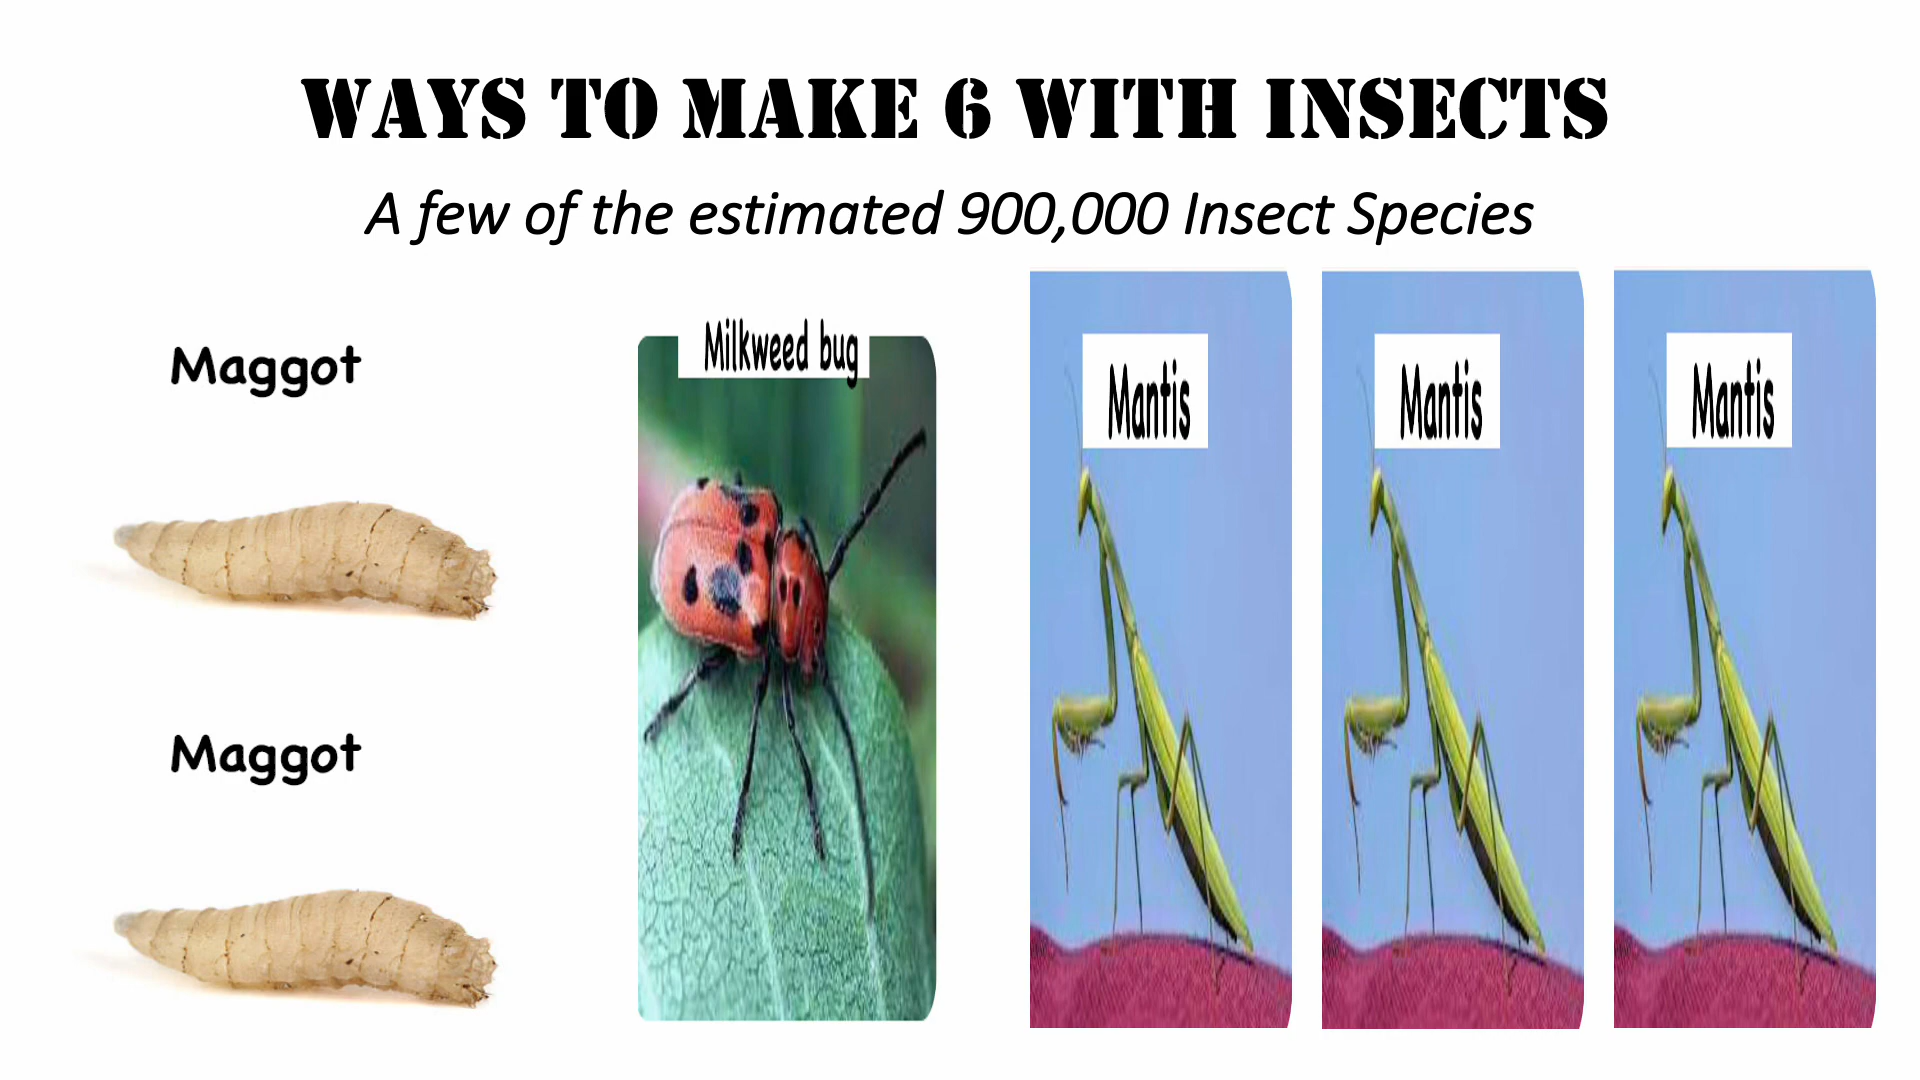 WAYS TO MAKE 6 WITH INSECTS
A few of the estimated 900,000 Insect Species
Maggot
Maggot
Milkweed bug
Mantis
Mantis
Mantis